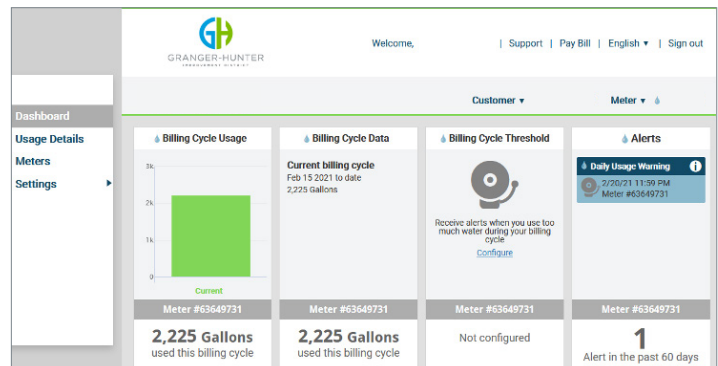 GRANGER-HUNTER
IMPROVEMENT DISTRICT
Welcome,
| Support | Pay Bill | English ▾ | Sign out
Customer ▾
Meter ▾
Dashboard
Usage Details
Meters
Settings
Billing Cycle Usage
3k
2k
1k
0
Current
Meter #63649731
2,225 Gallons
used this billing cycle
Billing Cycle Data
Current billing cycle
Feb 15 2021 to date
2,225 Gallons
Meter #63649731
2,225 Gallons
used this billing cycle
Billing Cycle Threshold
Receive alerts when you use too
much water during your billing
cycle
Configure
Meter #63649731
Not configured
Alerts
Daily Usage Warning
i
2/20/21 11:59 PM
Meter #63649731
Meter #63649731
1
Alert in the past 60 days